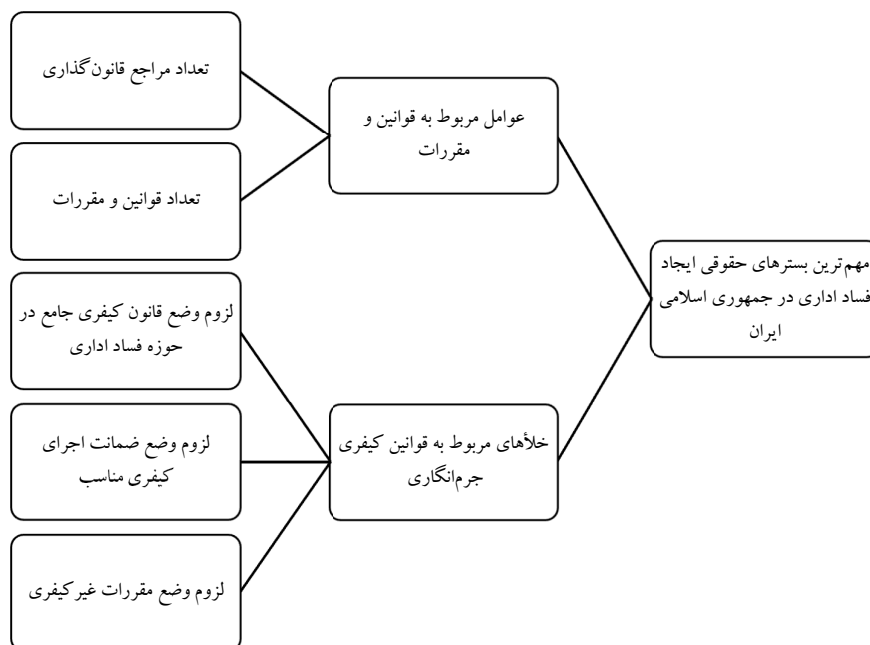 مهم‌ترین بسترهای حقوقی ایجاد
فساد اداری در جمهوری اسلامی
ایران
عوامل مربوط به قوانین و
مقررات
تعداد مراجع قانون‌گذاری
تعداد قوانین و مقررات
خلأهای مربوط به قوانین کیفری
جرم‌انگاری
لزوم وضع قانون کیفری جامع در
حوزه فساد اداری
لزوم وضع ضمانت اجرای
کیفری مناسب
لزوم وضع مقررات غیرکیفری